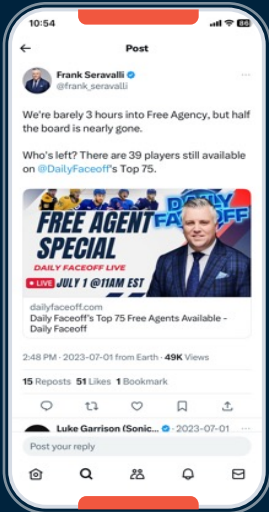 10:54
86
Post
Frank Seravalli
@frank_seravalli
We're barely 3 hours into Free Agency, but half
the board is nearly gone.
Who's left? There are 39 players still available
on @DailyFaceoff's Top 75.
DAILY
FACEOFF
FREE AGENT
SPECIAL
DAILY FACEOFF LIVE
LIVE JULY 1 @11AM EST
dailyfaceoff.com
Daily Faceoff's Top 75 Free Agents Available -
Daily Faceoff
2:48 PM · 2023-07-01 from Earth · 49K Views
15 Reposts 51 Likes 1 Bookmark
Luke Garrison (Sonic... · 2023-07-01
Post your reply